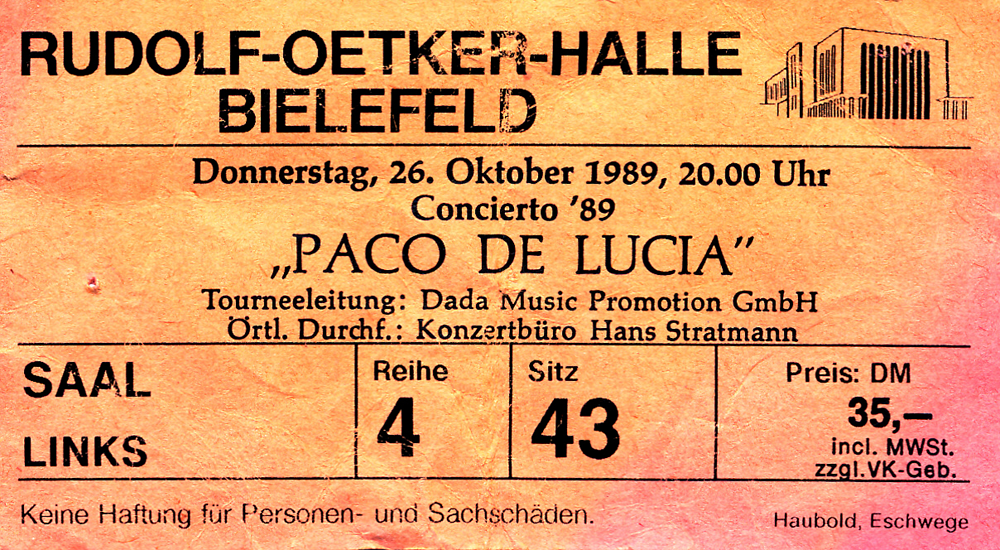 RUDOLF-OETKER-HALLE
BIELEFELD
Donnerstag, 26. Oktober 1989, 20.00 Uhr
Concierto '89
„PACO DE LUCIA”
Tourneeleitung: Dada Music Promotion GmbH
Örtl. Durchf.: Konzertbüro Hans Stratmann
SAAL
LINKS
Reihe
4
Sitz
43
Preis: DM
35,—
incl. MWSt.
zzgl.VK-Geb.
Keine Haftung für Personen- und Sachschäden.
Haubold, Eschwege